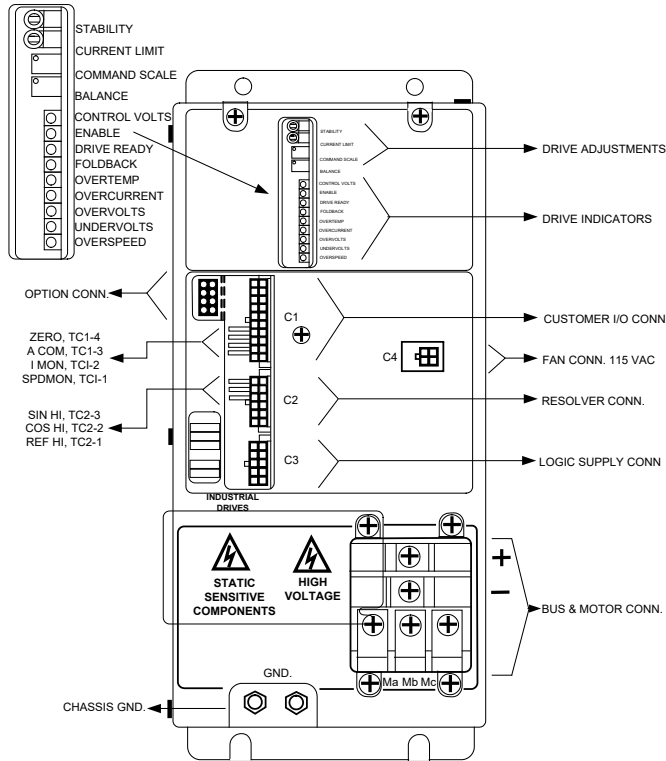 STABILITY
CURRENT LIMIT
COMMAND SCALE
BALANCE
CONTROL VOLTS
ENABLE
DRIVE READY
FOLDBACK
OVERTEMP
OVERCURRENT
OVERVOLTS
UNDERVOLTS
OVERSPEED
STABILITY
CURRENT LIMIT
COMMAND SCALE
BALANCE
CONTROL VOLTS
ENABLE
DRIVE READY
FOLDBACK
OVERTEMP
OVERCURRENT
OVERVOLTS
UNDERVOLTS
OVERSPEED
DRIVE ADJUSTMENTS
DRIVE INDICATORS
OPTION CONN.
ZERO, TC1-4
A COM, TC1-3
I MON, TCI-2
SPDMON, TCI-1
SIN HI, TC2-3
COS HI, TC2-2
REF HI, TC2-1
C1
C2
C3
C4
CUSTOMER I/O CONN
FAN CONN. 115 VAC
RESOLVER CONN.
LOGIC SUPPLY CONN
INDUSTRIAL
DRIVES
STATIC
SENSITIVE
COMPONENTS
HIGH
VOLTAGE
+
−
BUS & MOTOR CONN.
Ma Mb Mc
GND.
CHASSIS GND.